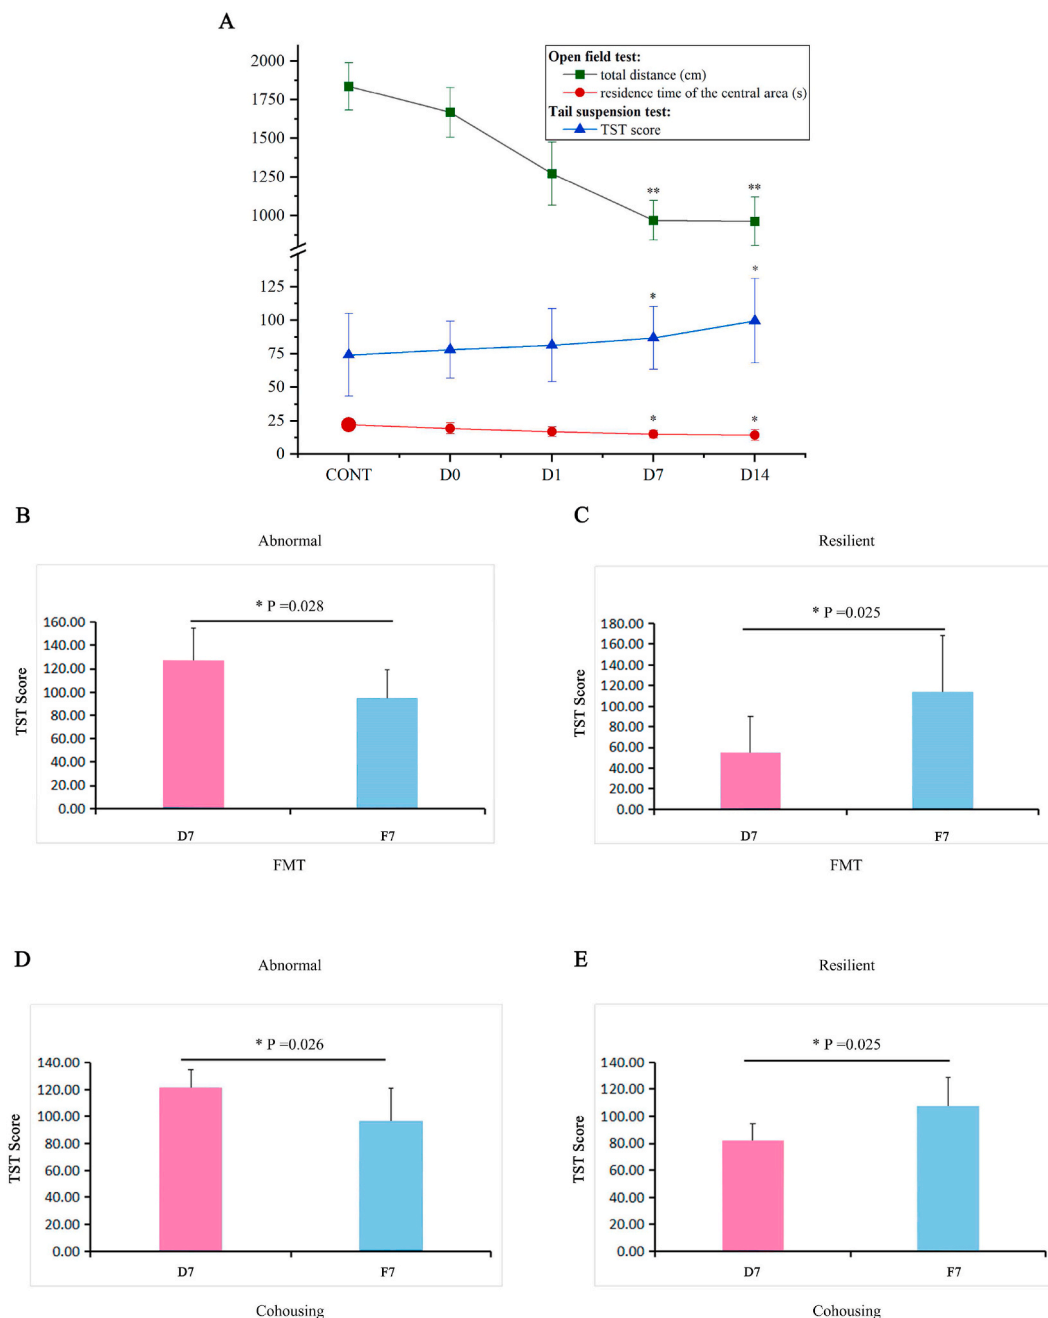 A
Open field test:
total distance (cm)
residence time of the central area (s)
Tail suspension test:
TST score
2000
1750
1500
1250
1000
125
100
75
50
25
0
** **
* *
* *
CONT D0 D1 D7 D14
B
Abnormal
* P =0.028
160.00
140.00
120.00
100.00
80.00
60.00
40.00
20.00
0.00
TST Score
D7 F7
FMT
C
Resilient
* P =0.025
180.00
160.00
140.00
120.00
100.00
80.00
60.00
40.00
20.00
0.00
TST Score
D7 F7
FMT
D
Abnormal
* P =0.026
140.00
120.00
100.00
80.00
60.00
40.00
20.00
0.00
TST Score
D7 F7
Cohousing
E
Resilient
* P =0.025
140.00
120.00
100.00
80.00
60.00
40.00
20.00
0.00
TST Score
D7 F7
Cohousing